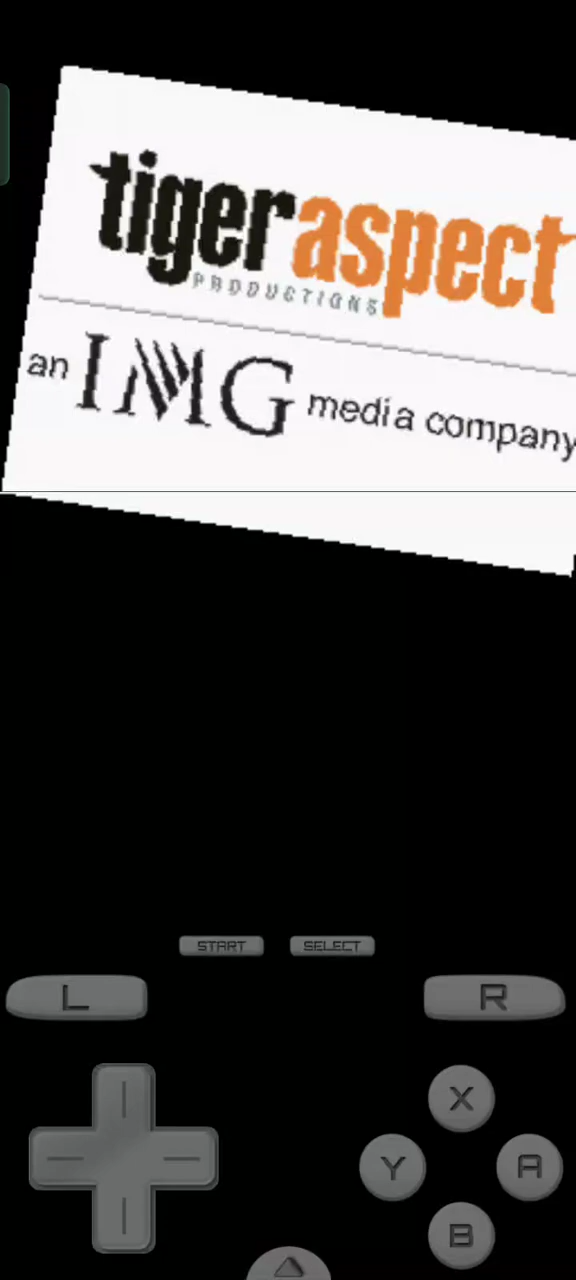 tigeraspect
PRODUCTIONS
an IMG media company
START SELECT
L R
X
Y A
B